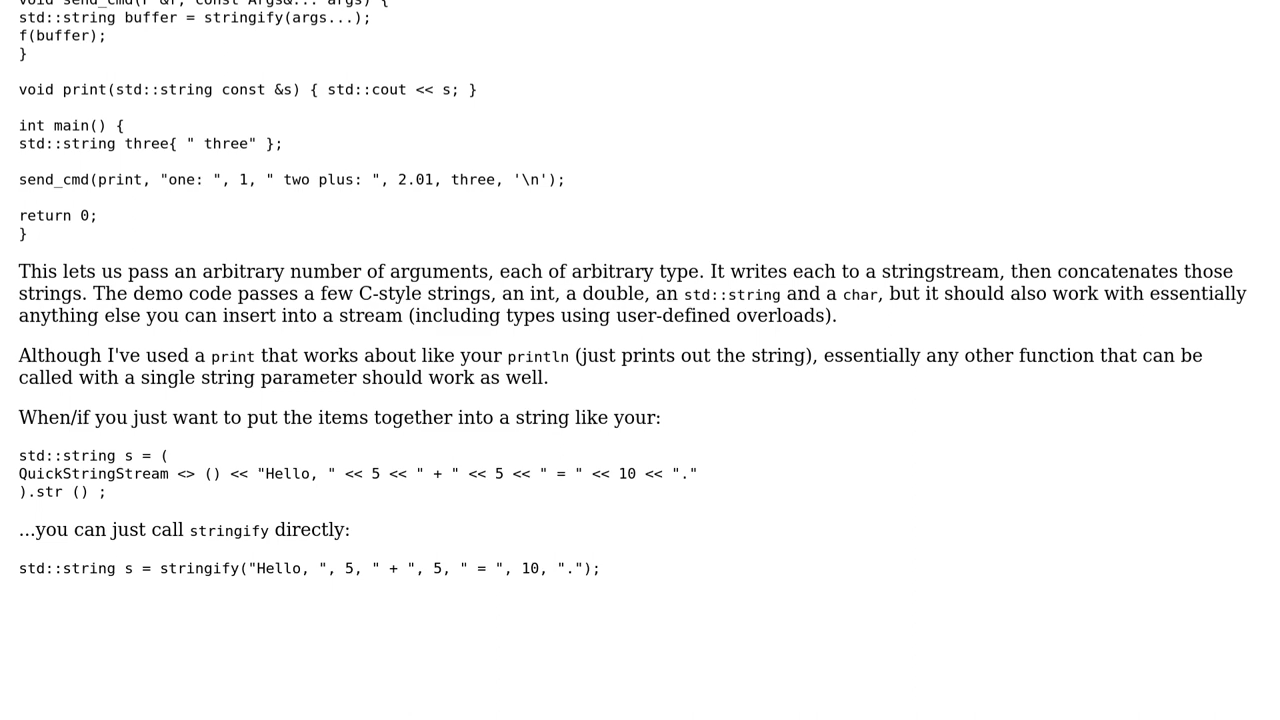 void send_cmd(F &f, const Args&... args) {
std::string buffer = stringify(args...);
f(buffer);
}
void print(std::string const &s) { std::cout << s; }
int main() {
std::string three{ " three" };
send_cmd(print, "one: ", 1, " two plus: ", 2.01, three, '\n');
return 0;
}
This lets us pass an arbitrary number of arguments, each of arbitrary type. It writes each to a stringstream, then concatenates those
strings. The demo code passes a few C-style strings, an int, a double, an std::string and a char, but it should also work with essentially
anything else you can insert into a stream (including types using user-defined overloads).
Although I've used a print that works about like your println (just prints out the string), essentially any other function that can be
called with a single string parameter should work as well.
When/if you just want to put the items together into a string like your:
std::string s = (
QuickStringStream <> () << "Hello, " << 5 << " + " << 5 << " = " << 10 << "."
).str () ;
...you can just call stringify directly:
std::string s = stringify("Hello, ", 5, " + ", 5, " = ", 10, ".");